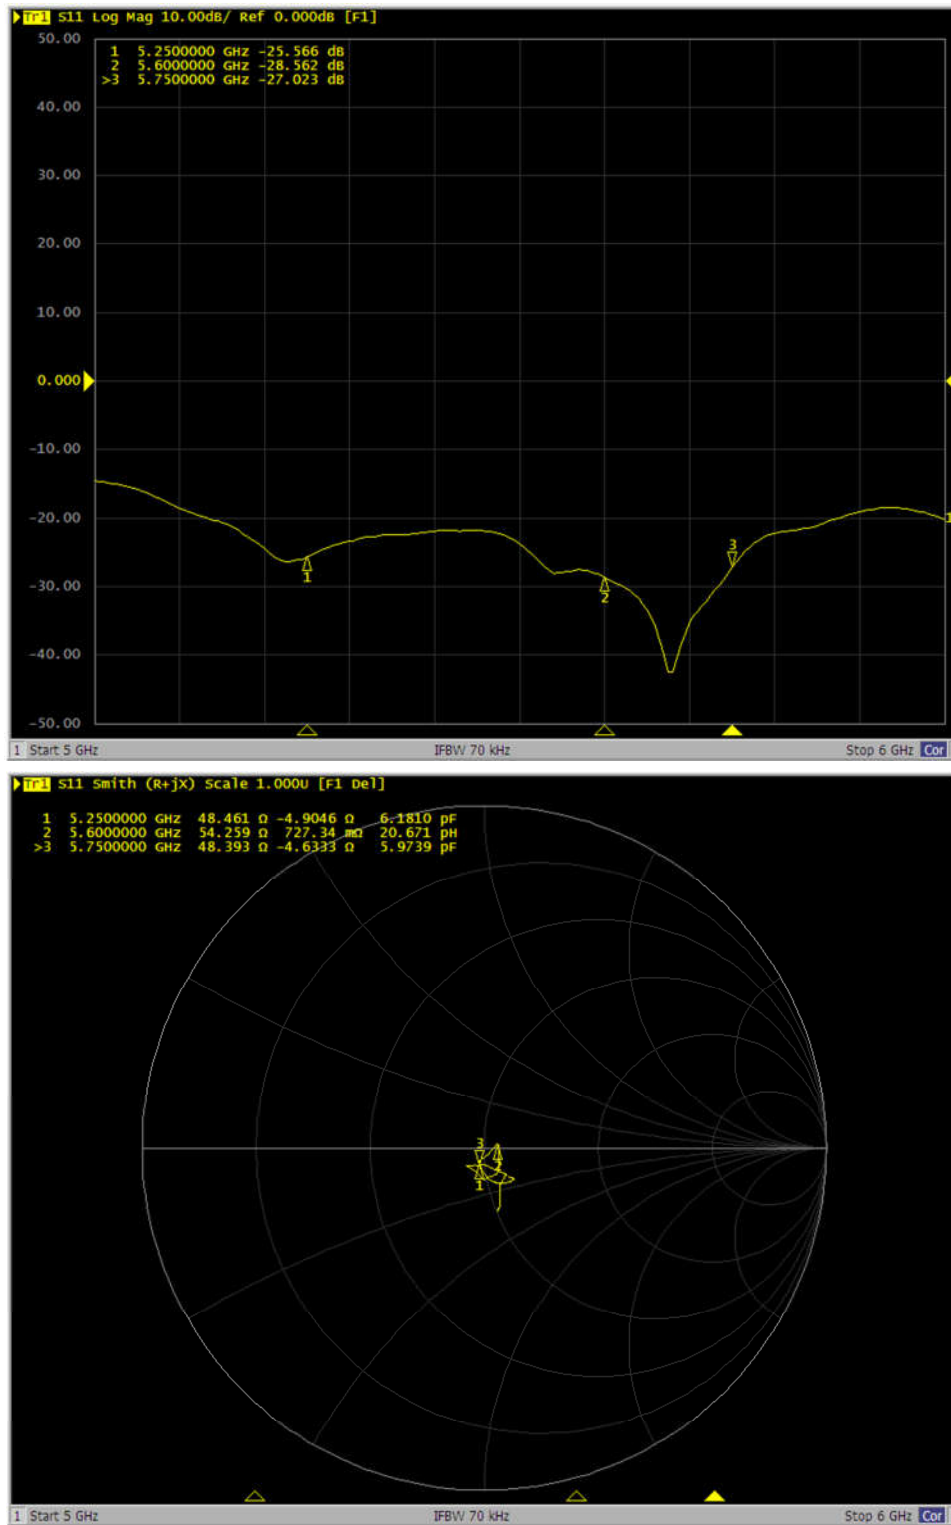 Tr1 S11 Log Mag 10.00dB/ Ref 0.000dB [F1]
50.00
1 5.2500000 GHz -25.566 dB
2 5.6000000 GHz -28.562 dB
>3 5.7500000 GHz -27.023 dB
40.00
30.00
20.00
10.00
0.000
-10.00
-20.00
1
3
-30.00
1
2
-40.00
-50.00
1 Start 5 GHz IFBW 70 kHz Stop 6 GHz Cor
Tr1 S11 Smith (R+jX) Scale 1.000U [F1 Del]
1 5.2500000 GHz 48.461 Ω -4.9046 Ω 6.1810 pF
2 5.6000000 GHz 54.259 Ω 727.34 mΩ 20.671 pH
>3 5.7500000 GHz 48.393 Ω -4.6333 Ω 5.9739 pF
3
2
1
1 Start 5 GHz IFBW 70 kHz Stop 6 GHz Cor